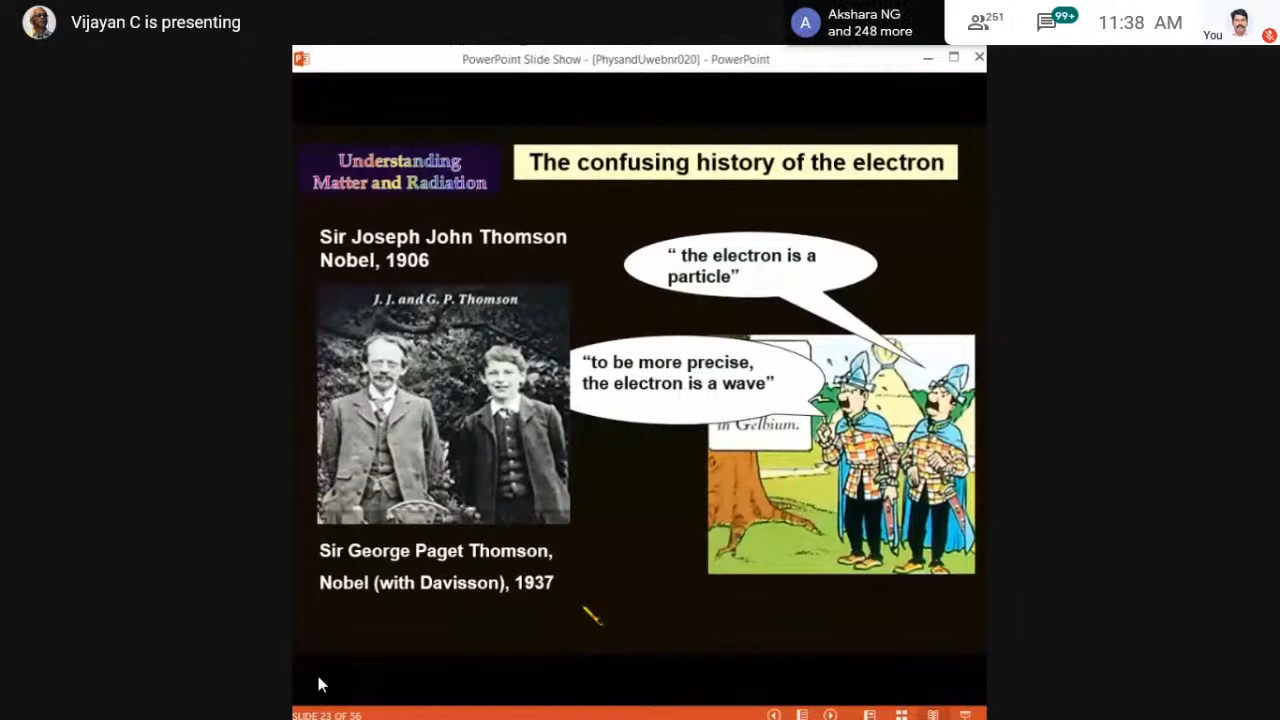 Vijayan C is presenting
A
Akshara NG
and 248 more
251
99+
11:38 AM
You
PowerPoint Slide Show - [PhysandUwebnr020] - PowerPoint
Understanding
Matter and Radiation
The confusing history of the electron
Sir Joseph John Thomson
Nobel, 1906
J. J. and G. P. Thomson
“ the electron is a
particle”
“to be more precise,
the electron is a wave”
in Gelbium.
Sir George Paget Thomson,
Nobel (with Davisson), 1937
SLIDE 23 OF 56